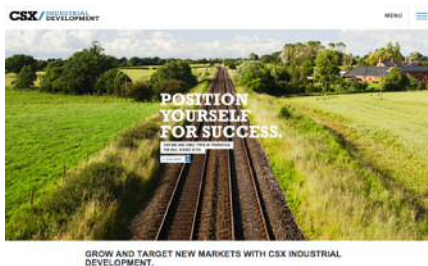 CSX / INDUSTRIAL
DEVELOPMENT
MENU
POSITION
YOURSELF
FOR SUCCESS.
GROW AND TARGET NEW MARKETS WITH CSX INDUSTRIAL
DEVELOPMENT.